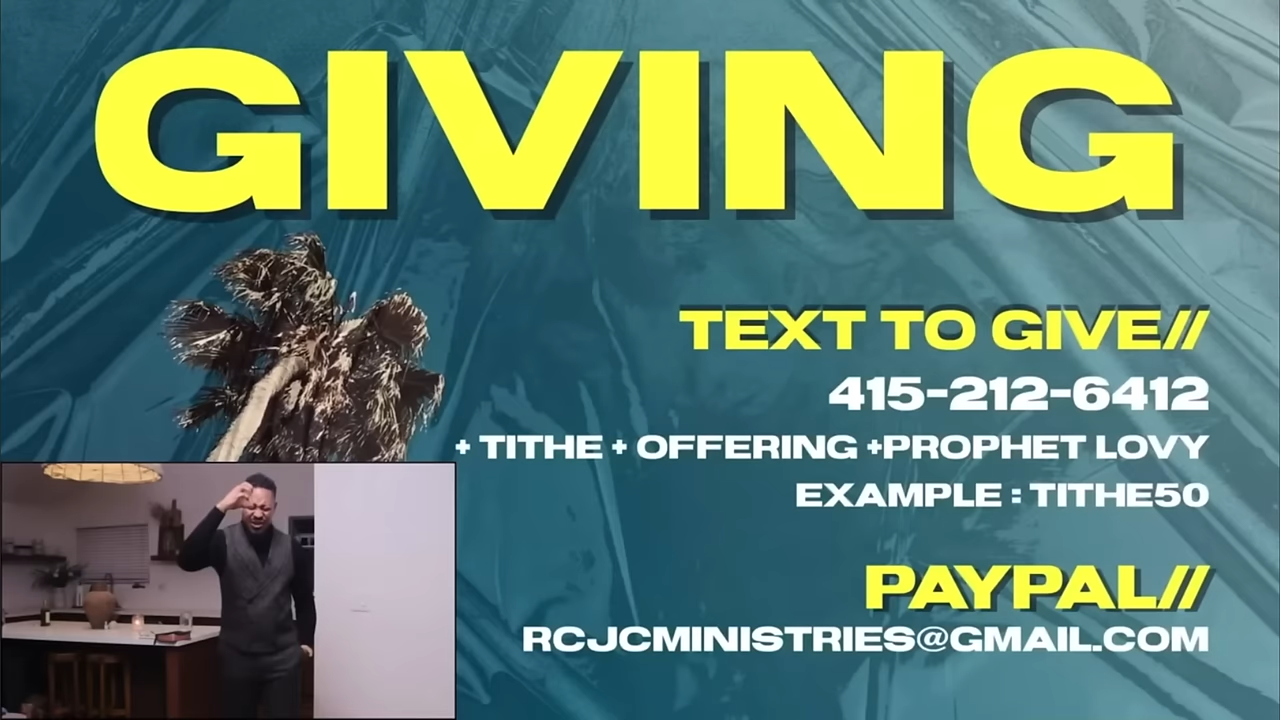 GIVING
TEXT TO GIVE//
415-212-6412
+ TITHE + OFFERING +PROPHET LOVY
EXAMPLE : TITHE50
PAYPAL//
RCJCMINISTRIES@GMAIL.COM